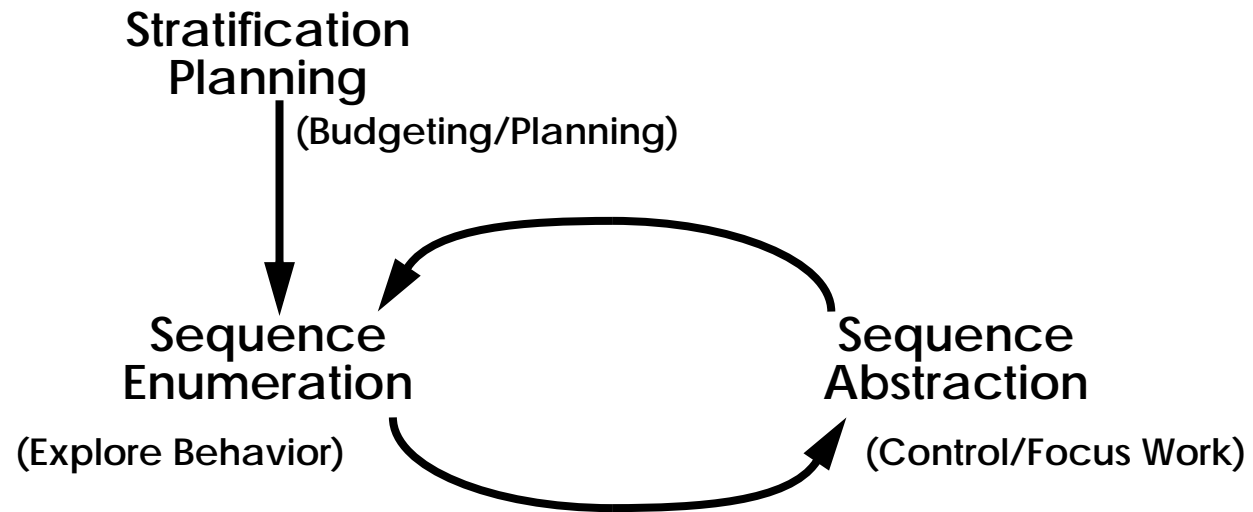 Stratification
Planning
(Budgeting/Planning)
Sequence
Enumeration
(Explore Behavior)
Sequence
Abstraction
(Control/Focus Work)